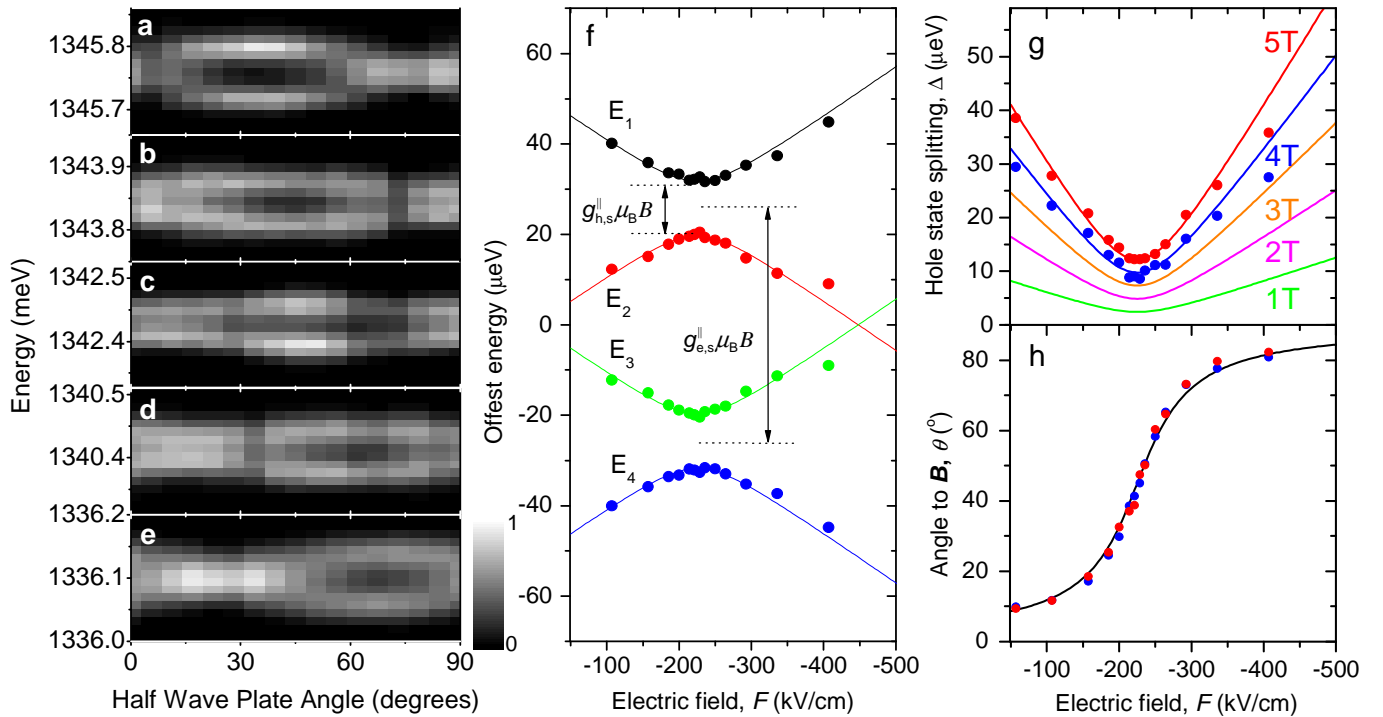 a
1345.8
1345.7
b
1343.9
1343.8
c
1342.5
1342.4
d
1340.5
1340.4
e
1336.2
1336.1
1336.0
Energy (meV)
0 30 60 90
Half Wave Plate Angle (degrees)
1
0
f
60
40
20
0
-20
-40
-60
Offest energy (μeV)
E1
E2
E3
E4
g∥h,sμBB
g∥e,sμBB
-100 -200 -300 -400 -500
Electric field, F (kV/cm)
g
50
40
30
20
10
0
Hole state splitting, Δ (μeV)
5T
4T
3T
2T
1T
h
80
60
40
20
0
Angle to B, θ (°)
-100 -200 -300 -400 -500
Electric field, F (kV/cm)